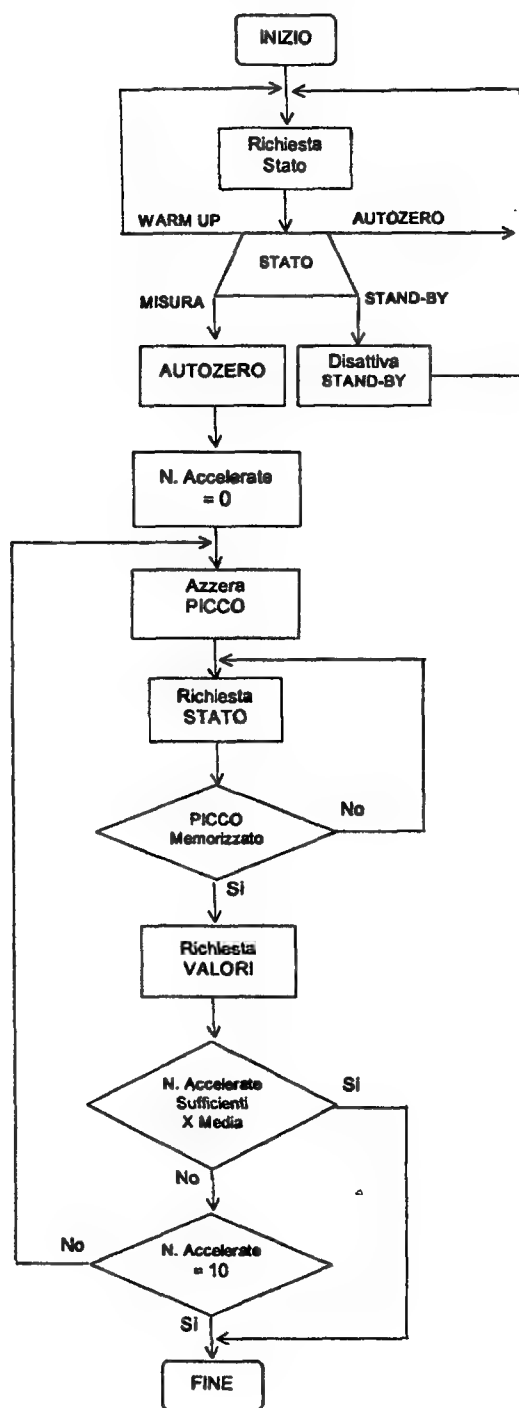 INIZIO
Richiesta
Stato
WARM UP
AUTOZERO
STATO
MISURA
STAND-BY
AUTOZERO
Disattiva
STAND-BY
N. Accelerate
= 0
Azzera
PICCO
Richiesta
STATO
PICCO
Memorizzato
No
Si
Richiesta
VALORI
N. Accelerate
Sufficienti
X Media
Si
No
N. Accelerate
= 10
No
Si
FINE